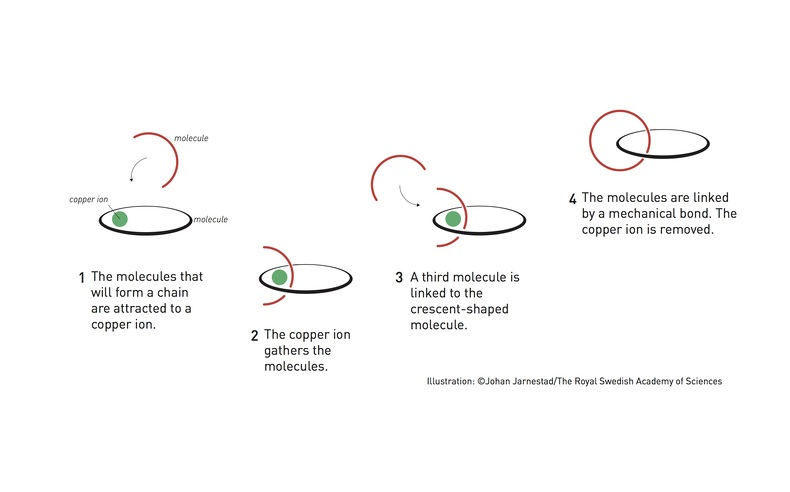 molecule
copper ion
molecule
1 The molecules that
will form a chain
are attracted to a
copper ion.
2 The copper ion
gathers the
molecules.
3 A third molecule is
linked to the
crescent-shaped
molecule.
4 The molecules are linked
by a mechanical bond. The
copper ion is removed.
Illustration: ©Johan Jarnestad/The Royal Swedish Academy of Sciences